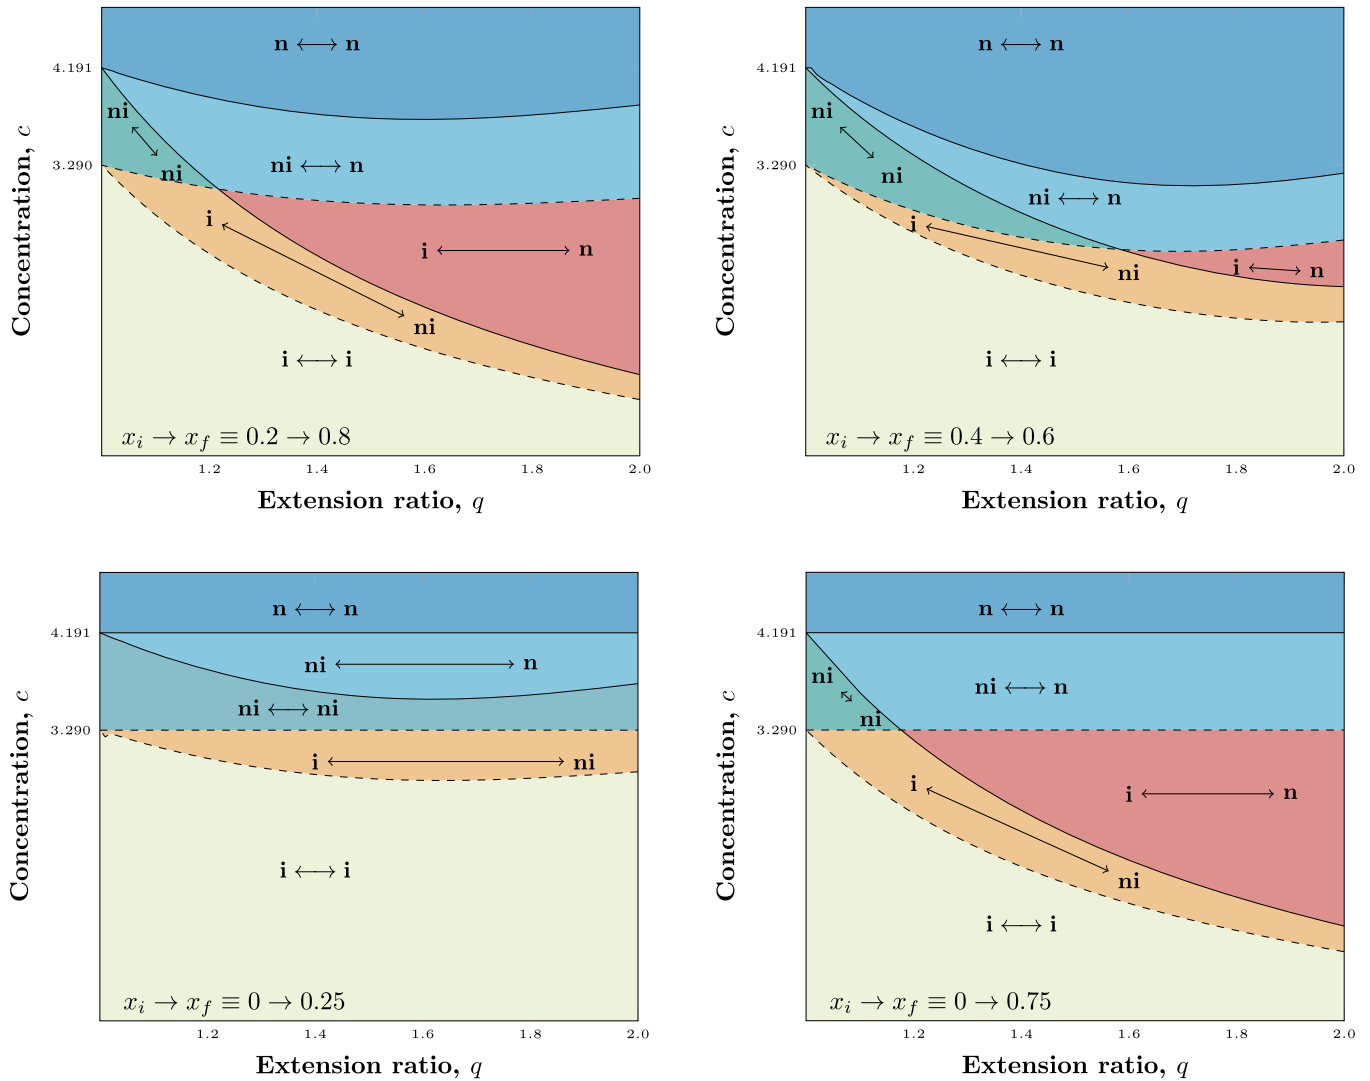 n ⟷ n
4.191
ni
ni
3.290
ni ⟷ n
i
ni
i ⟷ n
i ⟷ i
x_i → x_f ≡ 0.2 → 0.8
1.2 1.4 1.6 1.8 2.0
Extension ratio, q
Concentration, c
n ⟷ n
4.191
ni
ni
3.290
ni ⟷ n
i
ni
i ⟷ n
i ⟷ i
x_i → x_f ≡ 0.4 → 0.6
1.2 1.4 1.6 1.8 2.0
Extension ratio, q
Concentration, c
n ⟷ n
4.191
ni ⟷ n
ni ⟷ ni
3.290
i ⟷ ni
i ⟷ i
x_i → x_f ≡ 0 → 0.25
1.2 1.4 1.6 1.8 2.0
Extension ratio, q
Concentration, c
n ⟷ n
4.191
ni
ni
ni ⟷ n
3.290
i
ni
i ⟷ n
i ⟷ i
x_i → x_f ≡ 0 → 0.75
1.2 1.4 1.6 1.8 2.0
Extension ratio, q
Concentration, c